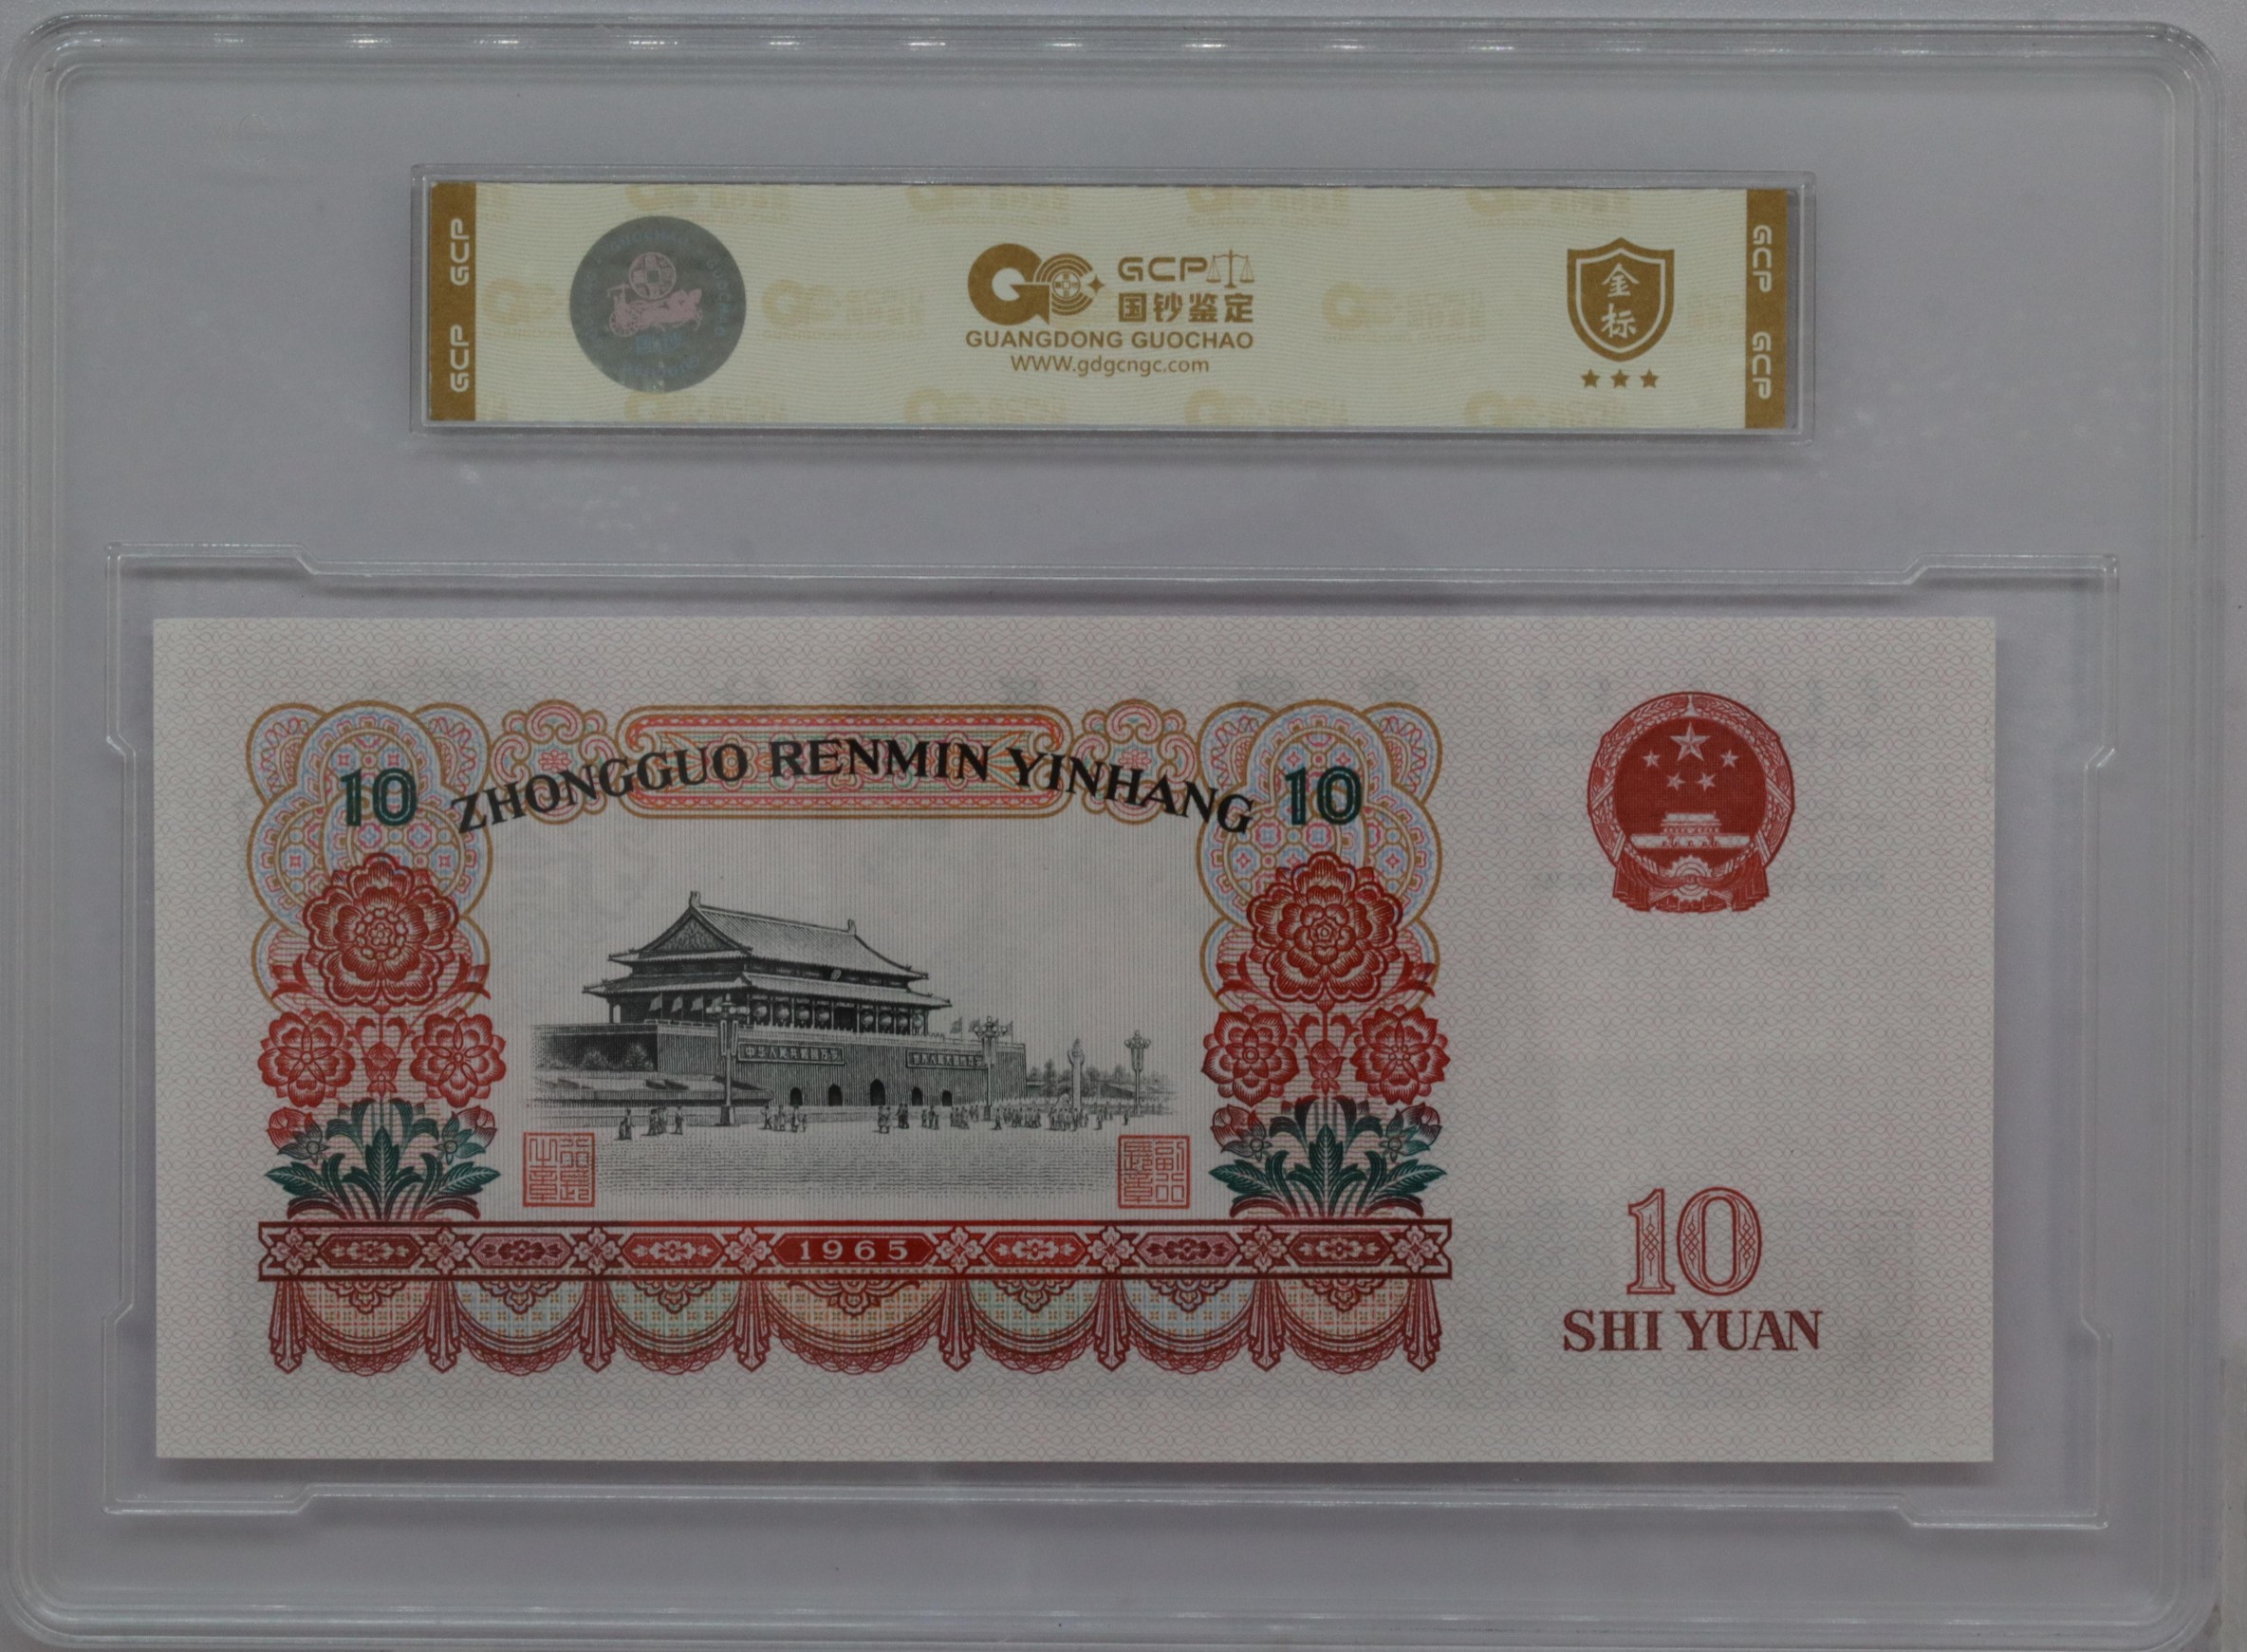 GCP GCP
GCP
国钞鉴定
GUANGDONG GUOCHAO
WWW.gdgcngc.com
金标
GCP GCP
10 ZHONGGUO RENMIN YINHANG 10
1965
10
SHI YUAN